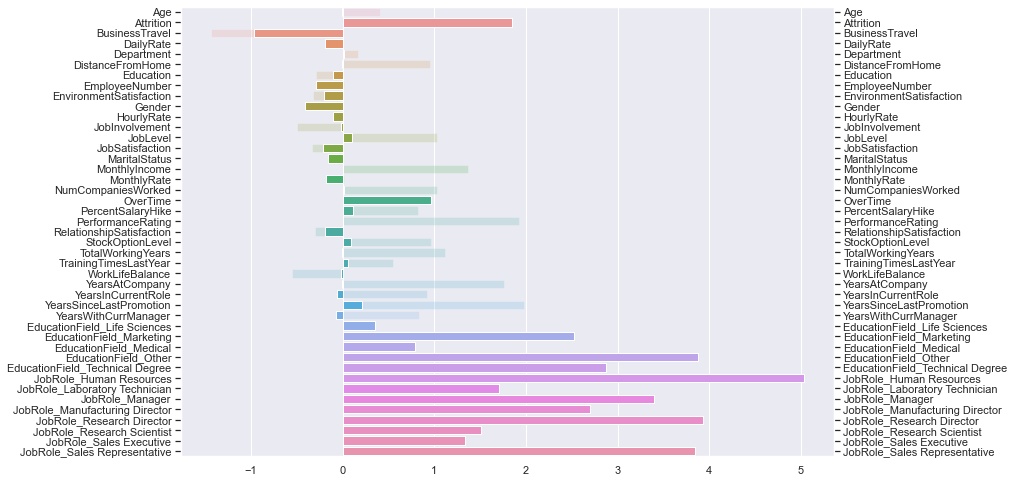 Age Age
Attrition Attrition
BusinessTravel BusinessTravel
DailyRate DailyRate
Department Department
DistanceFromHome DistanceFromHome
Education Education
EmployeeNumber EmployeeNumber
EnvironmentSatisfaction EnvironmentSatisfaction
Gender Gender
HourlyRate HourlyRate
JobInvolvement JobInvolvement
JobLevel JobLevel
JobSatisfaction JobSatisfaction
MaritalStatus MaritalStatus
MonthlyIncome MonthlyIncome
MonthlyRate MonthlyRate
NumCompaniesWorked NumCompaniesWorked
OverTime OverTime
PercentSalaryHike PercentSalaryHike
PerformanceRating PerformanceRating
RelationshipSatisfaction RelationshipSatisfaction
StockOptionLevel StockOptionLevel
TotalWorkingYears TotalWorkingYears
TrainingTimesLastYear TrainingTimesLastYear
WorkLifeBalance WorkLifeBalance
YearsAtCompany YearsAtCompany
YearsInCurrentRole YearsInCurrentRole
YearsSinceLastPromotion YearsSinceLastPromotion
YearsWithCurrManager YearsWithCurrManager
EducationField_Life Sciences EducationField_Life Sciences
EducationField_Marketing EducationField_Marketing
EducationField_Medical EducationField_Medical
EducationField_Other EducationField_Other
EducationField_Technical Degree EducationField_Technical Degree
JobRole_Human Resources JobRole_Human Resources
JobRole_Laboratory Technician JobRole_Laboratory Technician
JobRole_Manager JobRole_Manager
JobRole_Manufacturing Director JobRole_Manufacturing Director
JobRole_Research Director JobRole_Research Director
JobRole_Research Scientist JobRole_Research Scientist
JobRole_Sales Executive JobRole_Sales Executive
JobRole_Sales Representative JobRole_Sales Representative
−1 0 1 2 3 4 5